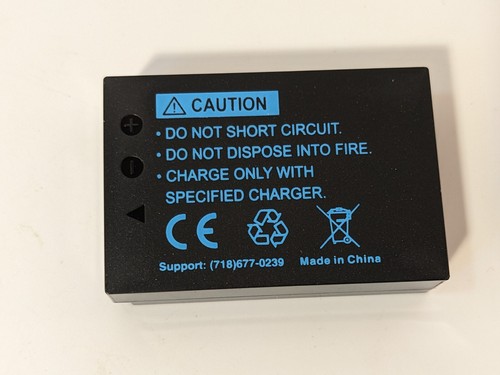 ⚠ CAUTION
• DO NOT SHORT CIRCUIT.
• DO NOT DISPOSE INTO FIRE.
• CHARGE ONLY WITH
SPECIFIED CHARGER.
CE
Support: (718)677-0239 Made in China